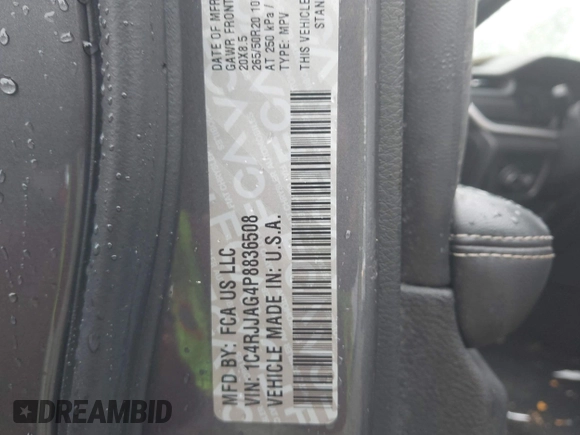 DATE OF MFR
GAWR FRONT
20X8.5
265/50R20 10
AT 250 kPa /
TYPE: MPV
THIS VEHICLE
STAN
MFD BY: FCA US LLC
VIN: 1C4RJJAG4P8836508
VEHICLE MADE IN: U.S.A.
DREAMBID